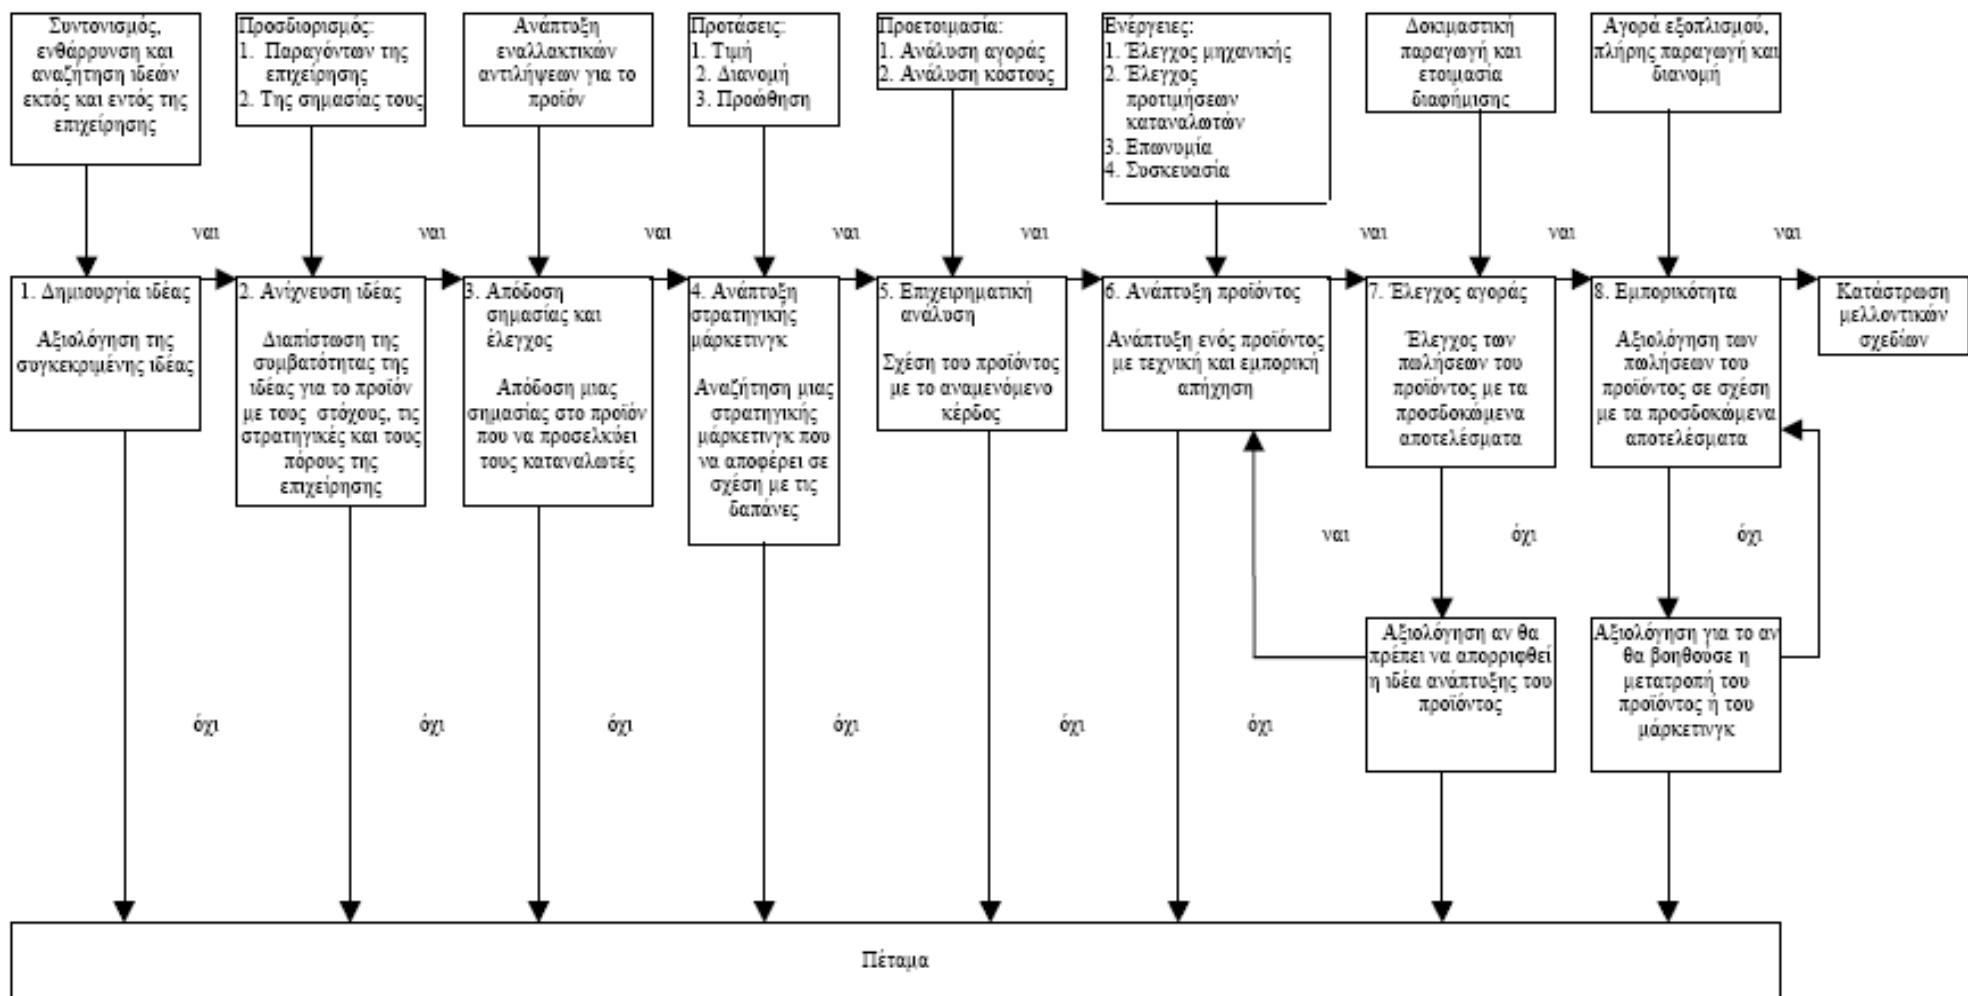 Συντονισμός,
ενθάρρυνση και
αναζήτηση ιδεών
εκτός και εντός της
επιχείρησης
Προσδιορισμός:
1. Παραγόντων της
επιχείρησης
2. Της σημασίας τους
Ανάπτυξη
εναλλακτικών
αντιλήψεων για το
προϊόν
Προτάσεις:
1. Τιμή
2. Διανομή
3. Προώθηση
Προετοιμασία:
1. Ανάλυση αγοράς
2. Ανάλυση κόστους
Ενέργειες:
1. Έλεγχος μηχανικής
2. Έλεγχος
προτιμήσεων
καταναλωτών
3. Επωνυμία
4. Συσκευασία
Δοκιμαστική
παραγωγή και
ετοιμασία
διαφήμισης
Αγορά εξοπλισμού,
πλήρης παραγωγή και
διανομή
ναι
ναι
ναι
ναι
ναι
ναι
ναι
ναι
1. Δημιουργία ιδέας
Αξιολόγηση της
συγκεκριμένης ιδέας
2. Ανίχνευση ιδέας
Διαπίστωση της
συμβατότητας της
ιδέας για το προϊόν
με τους στόχους, τις
στρατηγικές και τους
πόρους της
επιχείρησης
3. Απόδοση
σημασίας και
έλεγχος
Απόδοση μιας
σημασίας στο προϊόν
που να προσελκύει
τους καταναλωτές
4. Ανάπτυξη
στρατηγικής
μάρκετινγκ
Αναζήτηση μιας
στρατηγικής
μάρκετινγκ που
να αποφέρει σε
σχέση με τις
δαπάνες
5. Επιχειρηματική
ανάλυση
Σχέση του προϊόντος
με το αναμενόμενο
κέρδος
6. Ανάπτυξη προϊόντος
Ανάπτυξη ενός προϊόντος
με τεχνική και εμπορική
απήχηση
7. Έλεγχος αγοράς
Έλεγχος των
πωλήσεων του
προϊόντος με τα
προσδοκώμενα
αποτελέσματα
8. Εμπορικότητα
Αξιολόγηση των
πωλήσεων του
προϊόντος σε σχέση
με τα προσδοκώμενα
αποτελέσματα
Κατάστρωση
μελλοντικών
σχεδίων
ναι
όχι
όχι
Αξιολόγηση αν θα
πρέπει να απορριφθεί
η ιδέα ανάπτυξης του
προϊόντος
Αξιολόγηση για το αν
θα βοηθούσε η
μετατροπή του
προϊόντος ή του
μάρκετινγκ
όχι
όχι
όχι
όχι
όχι
όχι
Πέταμα